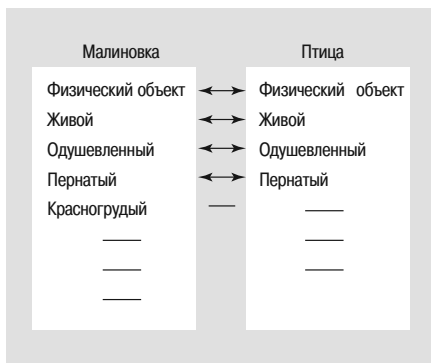 Малиновка Птица
Физический объект Физический объект
Живой Живой
Одушевленный Одушевленный
Пернатый Пернатый
Красногрудый